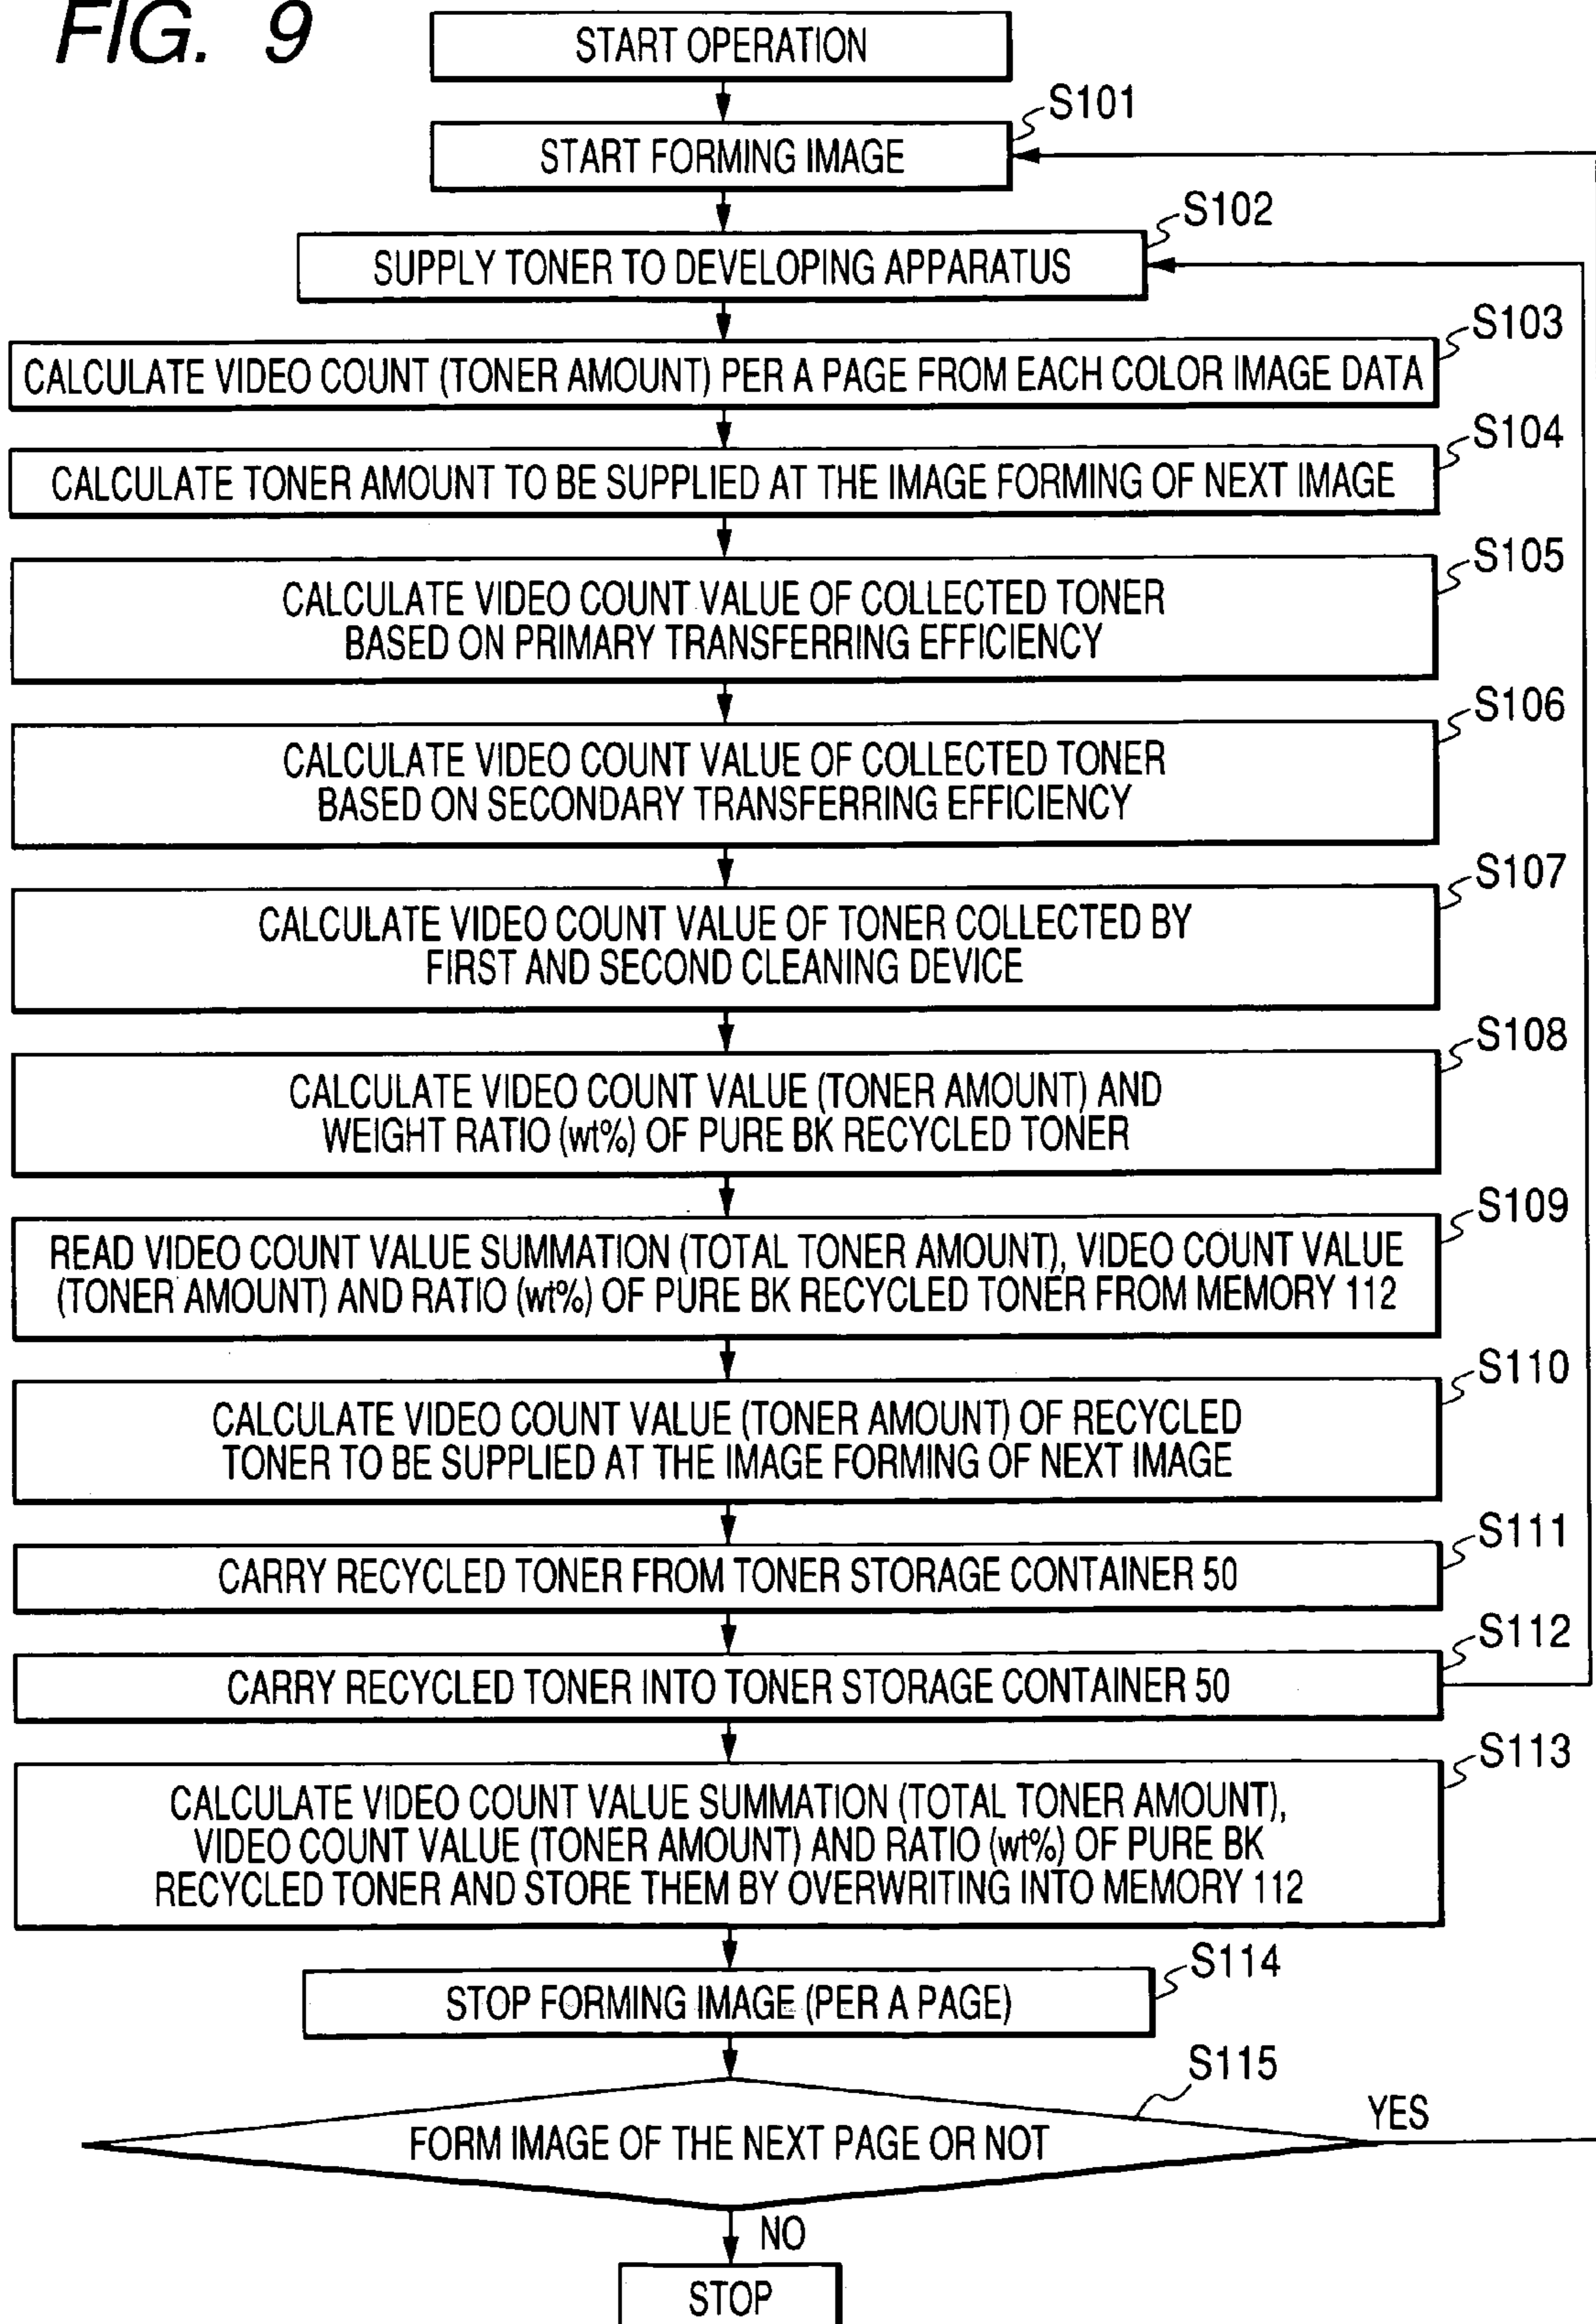 FIG. 9
START OPERATION
S101
START FORMING IMAGE
S102
SUPPLY TONER TO DEVELOPING APPARATUS
S103
CALCULATE VIDEO COUNT (TONER AMOUNT) PER A PAGE FROM EACH COLOR IMAGE DATA
S104
CALCULATE TONER AMOUNT TO BE SUPPLIED AT THE IMAGE FORMING OF NEXT IMAGE
S105
CALCULATE VIDEO COUNT VALUE OF COLLECTED TONER
BASED ON PRIMARY TRANSFERRING EFFICIENCY
S106
CALCULATE VIDEO COUNT VALUE OF COLLECTED TONER
BASED ON SECONDARY TRANSFERRING EFFICIENCY
S107
CALCULATE VIDEO COUNT VALUE OF TONER COLLECTED BY
FIRST AND SECOND CLEANING DEVICE
S108
CALCULATE VIDEO COUNT VALUE (TONER AMOUNT) AND
WEIGHT RATIO (wt%) OF PURE BK RECYCLED TONER
S109
READ VIDEO COUNT VALUE SUMMATION (TOTAL TONER AMOUNT), VIDEO COUNT VALUE
(TONER AMOUNT) AND RATIO (wt%) OF PURE BK RECYCLED TONER FROM MEMORY 112
S110
CALCULATE VIDEO COUNT VALUE (TONER AMOUNT) OF RECYCLED
TONER TO BE SUPPLIED AT THE IMAGE FORMING OF NEXT IMAGE
S111
CARRY RECYCLED TONER FROM TONER STORAGE CONTAINER 50
S112
CARRY RECYCLED TONER INTO TONER STORAGE CONTAINER 50
S113
CALCULATE VIDEO COUNT VALUE SUMMATION (TOTAL TONER AMOUNT),
VIDEO COUNT VALUE (TONER AMOUNT) AND RATIO (wt%) OF PURE BK
RECYCLED TONER AND STORE THEM BY OVERWRITING INTO MEMORY 112
S114
STOP FORMING IMAGE (PER A PAGE)
S115
FORM IMAGE OF THE NEXT PAGE OR NOT
YES
NO
STOP